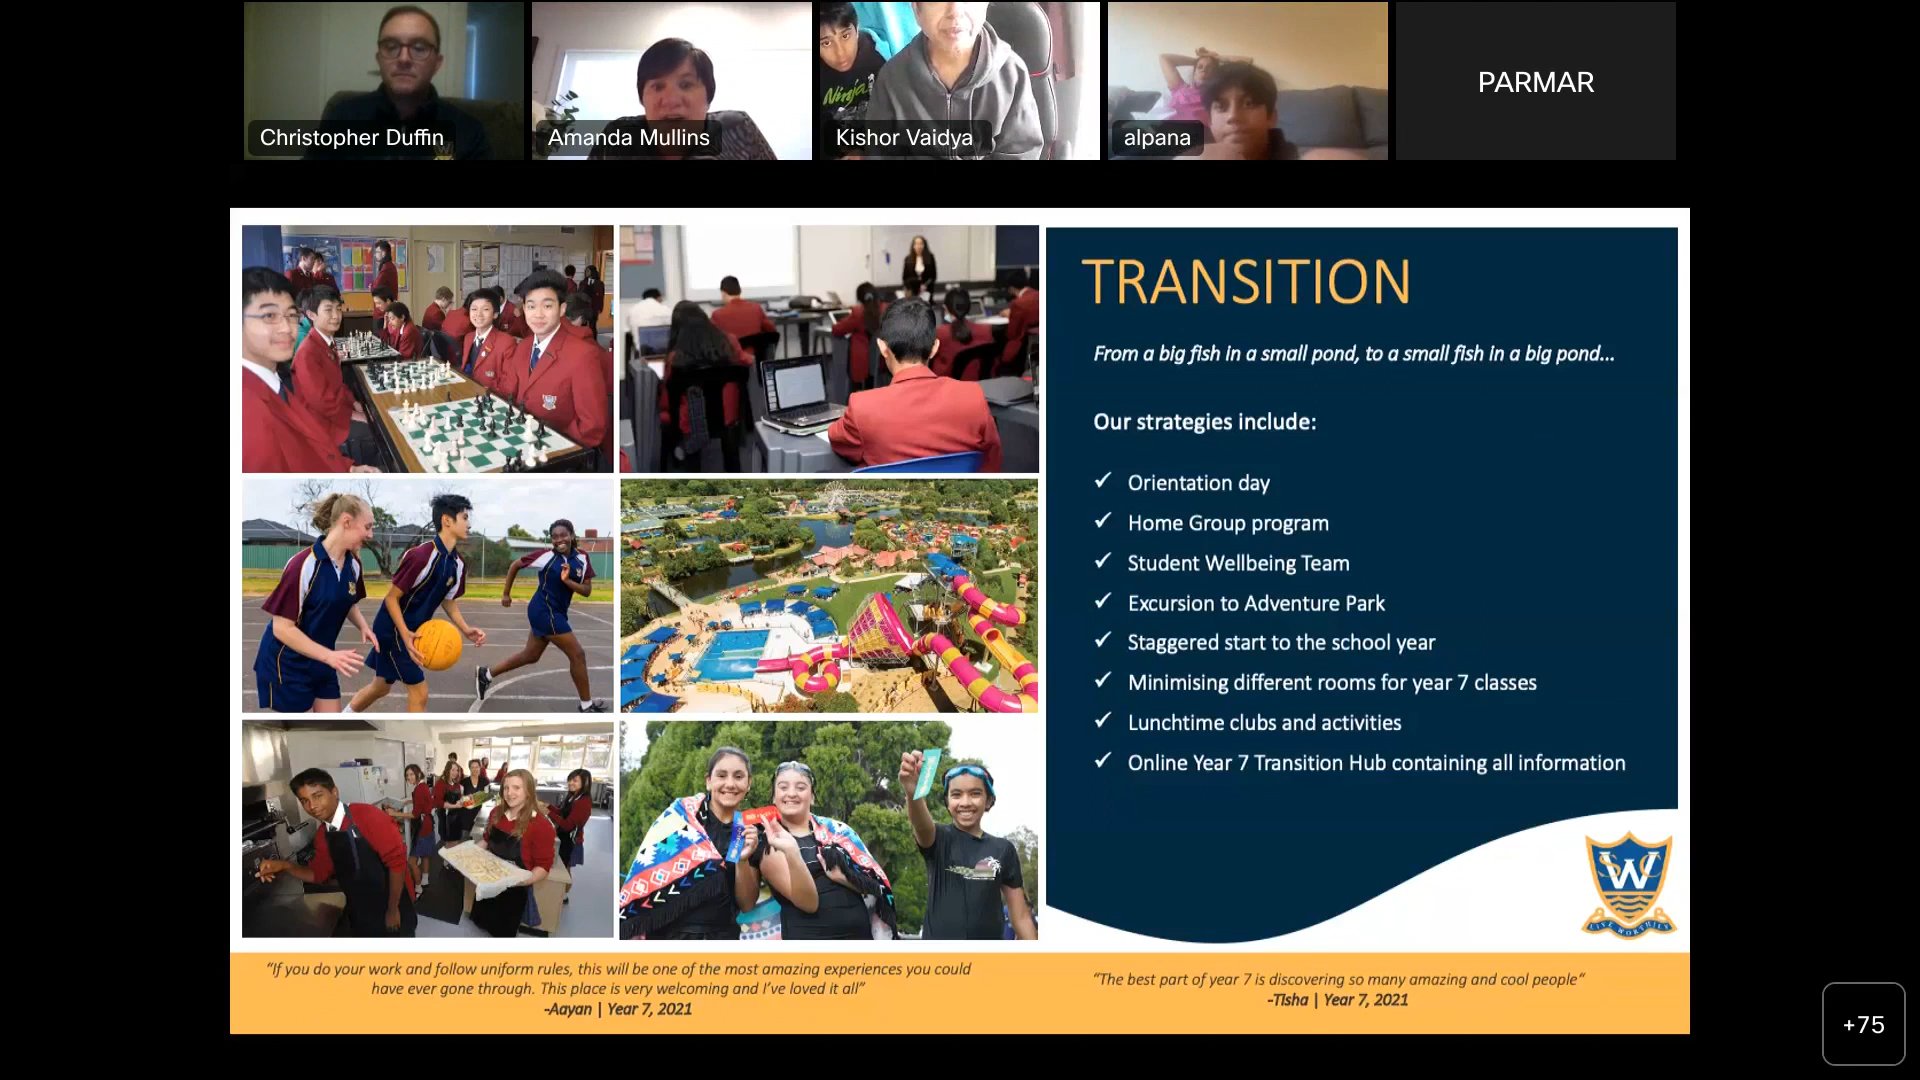 Christopher Duffin
Amanda Mullins
Ninja
Kishor Vaidya
alpana
PARMAR
TRANSITION
From a big fish in a small pond, to a small fish in a big pond...
Our strategies include:
✓ Orientation day
✓ Home Group program
✓ Student Wellbeing Team
✓ Excursion to Adventure Park
✓ Staggered start to the school year
✓ Minimising different rooms for year 7 classes
✓ Lunchtime clubs and activities
✓ Online Year 7 Transition Hub containing all information
SWC
LIVE WORTHILY
“If you do your work and follow uniform rules, this will be one of the most amazing experiences you could
have ever gone through. This place is very welcoming and I’ve loved it all”
-Aayan | Year 7, 2021
“The best part of year 7 is discovering so many amazing and cool people“
-Tisha | Year 7, 2021
+75